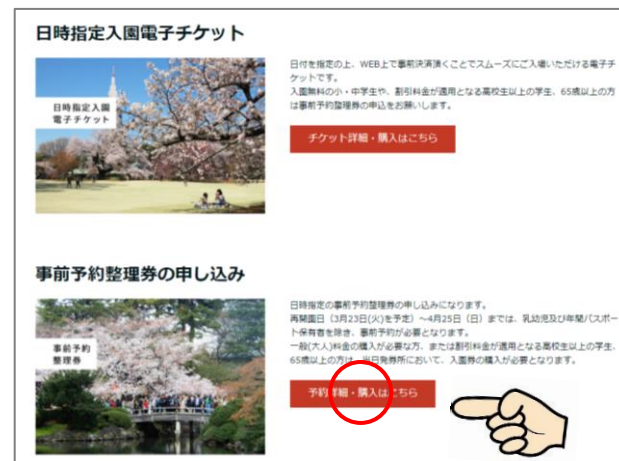 日時指定入園電子チケット
日時指定入園
電子チケット
日付を指定の上、WEB上で事前決済頂くことでスムーズにご入場いただける電子チ
ケットです。
入園無料の小・中学生や、割引料金が適用となる高校生以上の学生、65歳以上の方
は事前予約整理券の申込をお願いします。
チケット詳細・購入はこちら
事前予約整理券の申し込み
事前予約
整理券
日時指定の事前予約整理券の申し込みになります。
再開園日（3月23日(火)を予定）～4月25日（日）までは、乳幼児及び年間パスポー
ト保有者を除き、事前予約が必要となります。
一般(大人)料金の購入が必要な方、または割引料金が適用となる高校生以上の学生、
65歳以上の方は、当日発券所において、入園券の購入が必要となります。
予約詳細・購入はこちら